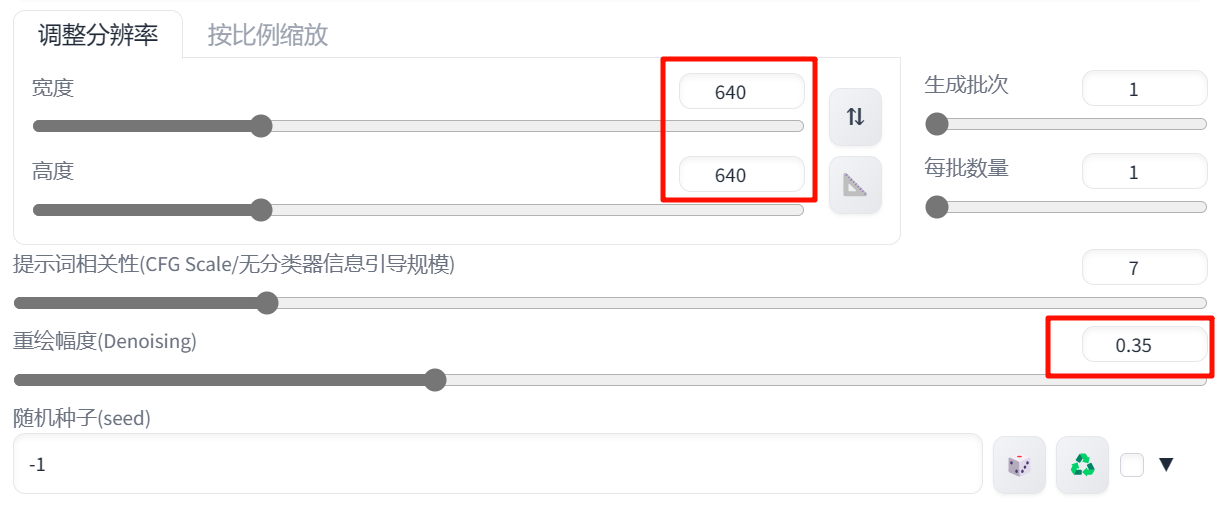 调整分辨率 按比例缩放
宽度 640
高度 640
生成批次 1
每批数量 1
提示词相关性(CFG Scale/无分类器信息引导规模) 7
重绘幅度(Denoising) 0.35
随机种子(seed)
-1